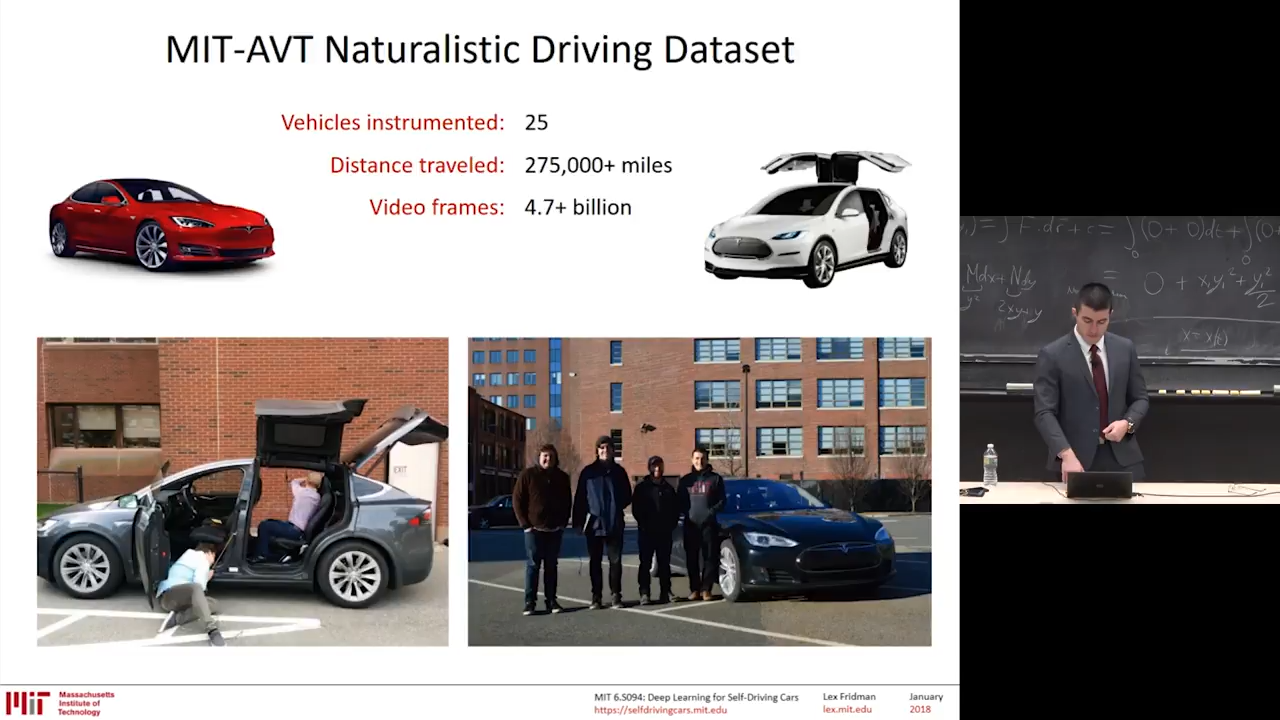 MIT-AVT Naturalistic Driving Dataset
Vehicles instrumented: 25
Distance traveled: 275,000+ miles
Video frames: 4.7+ billion
EXIT
MIT
Massachusetts
Institute of
Technology
MIT 6.S094: Deep Learning for Self-Driving Cars
https://selfdrivingcars.mit.edu
Lex Fridman
lex.mit.edu
January
2018